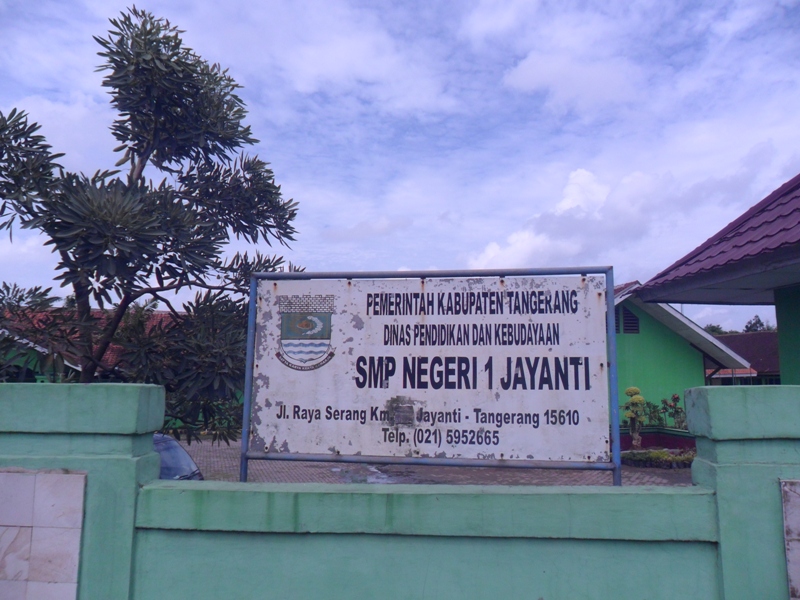 PEMERINTAH KABUPATEN TANGERANG
DINAS PENDIDIKAN DAN KEBUDAYAAN
SMP NEGERI 1 JAYANTI
Jl. Raya Serang Km. Jayanti - Tangerang 15610
Telp. (021) 5952665